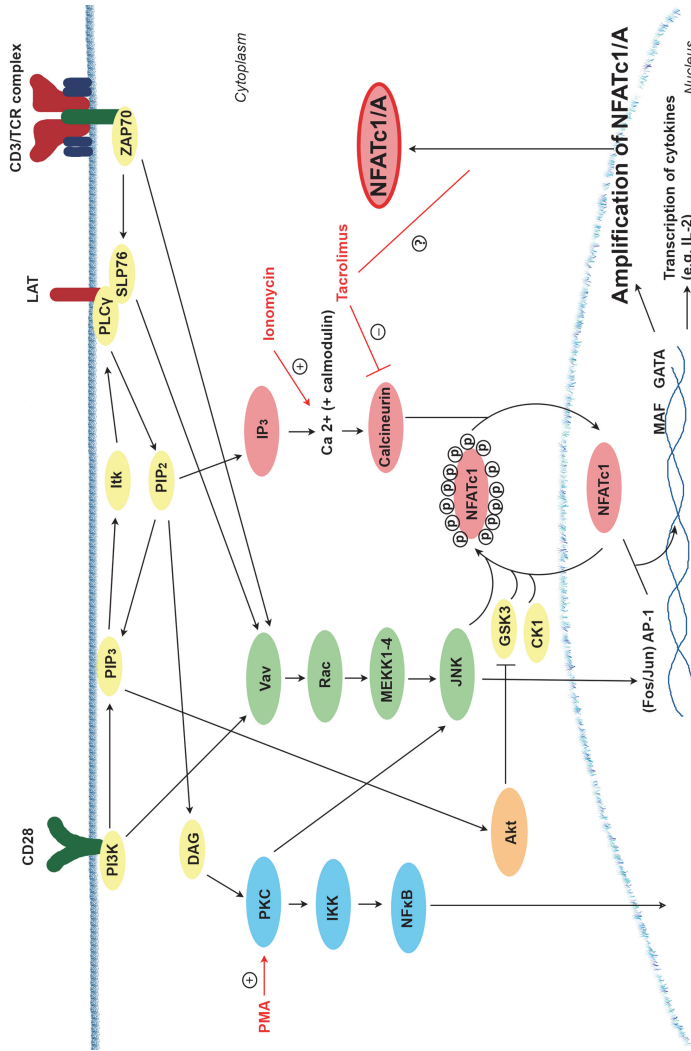 CD28
LAT
CD3/TCR complex
PI3K
PIP3
Itk
PLCγ
SLP76
ZAP70
PIP2
DAG
Cytoplasm
PMA
+
PKC
Vav
IP3
Ionomycin
+
IKK
Rac
Ca 2+ (+ calmodulin)
Tacrolimus
NFκB
MEKK1-4
Calcineurin
−
?
NFATc1/A
JNK
p p p p p p p p p p p p p
NFATc1
Akt
GSK3
CK1
NFATc1
(Fos/Jun) AP-1
MAF GATA
Amplification of NFATc1/A
Transcription of cytokines
(e.g. IL-2)
Nucleus